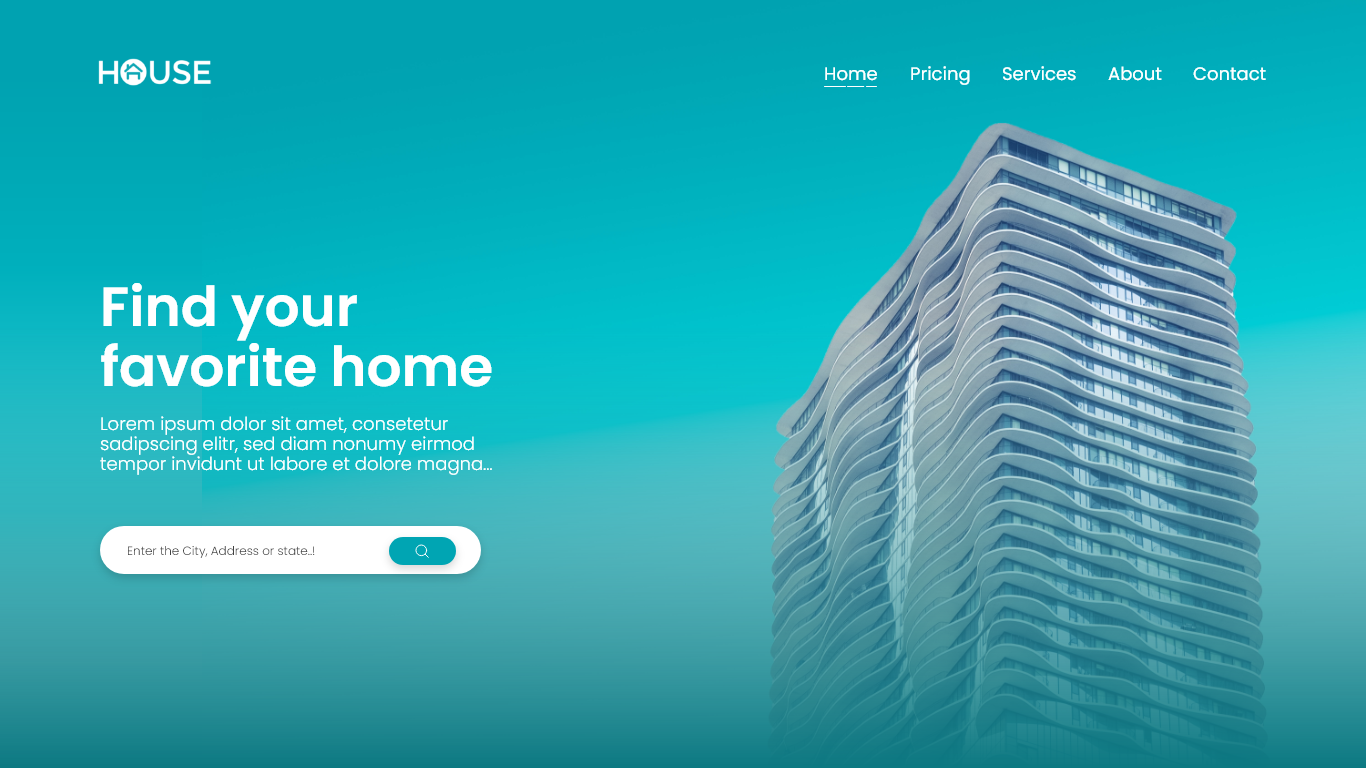 HOUSE
Home Pricing Services About Contact
Find your
favorite home
Lorem ipsum dolor sit amet, consetetur
sadipscing elitr, sed diam nonumy eirmod
tempor invidunt ut labore et dolore magna...
Enter the City, Address or state..!